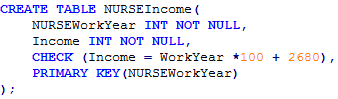 CREATE TABLE NURSEIncome(
NURSEWorkYear INT NOT NULL,
Income INT NOT NULL,
CHECK (Income = WorkYear *100 + 2680),
PRIMARY KEY(NURSEWorkYear)
);